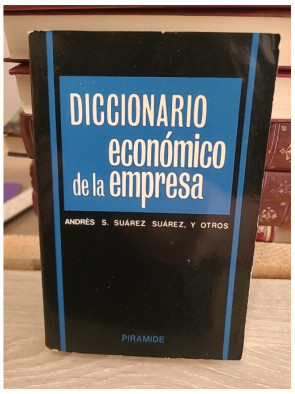 DICCIONARIO
económico
de la empresa
ANDRÉS S. SUÁREZ SUÁREZ, Y OTROS
PIRAMIDE